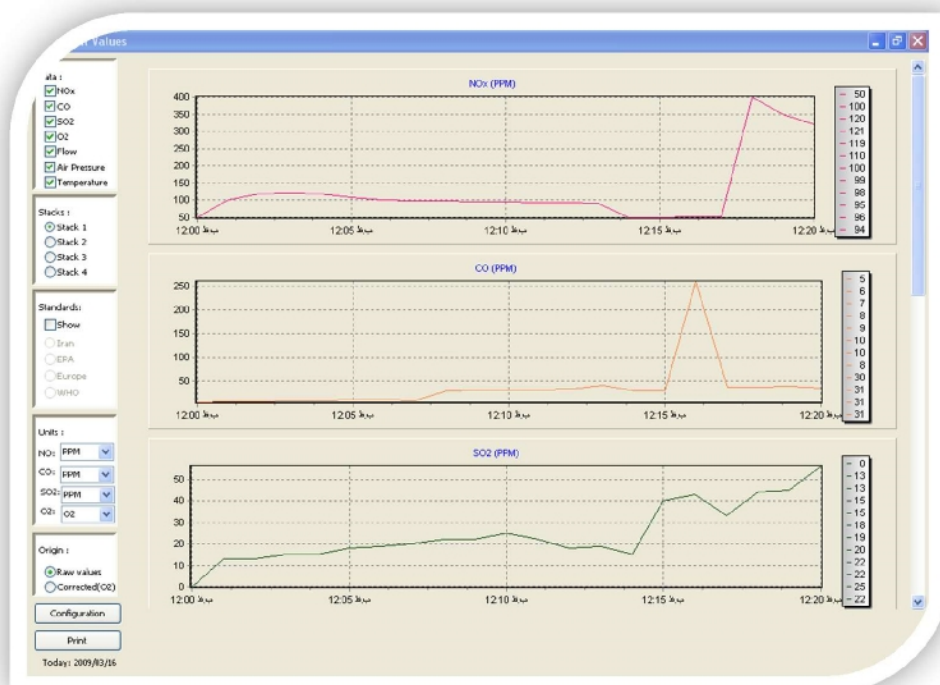 Values
ata :
NOx
CO
SO2
O2
Flow
Air Pressure
Temperature
Stacks :
Stack 1
Stack 2
Stack 3
Stack 4
Standards:
Show
Iran
EPA
Europe
WHO
Units :
NO: PPM
CO: PPM
SO2: PPM
O2: O2
Origin :
Raw values
Corrected(O2)
Configuration
Print
Today: 2009/03/16
NOx (PPM)
400
350
300
250
200
150
100
50
12:00 12:05 12:10 12:15 12:20
50
100
120
121
119
110
100
99
98
95
96
94
CO (PPM)
250
200
150
100
50
12:00 12:05 12:10 12:15 12:20
5
6
7
8
9
10
10
8
30
31
31
31
SO2 (PPM)
50
40
30
20
10
0
12:00 12:05 12:10 12:15 12:20
0
13
13
15
15
18
19
20
22
22
25
22